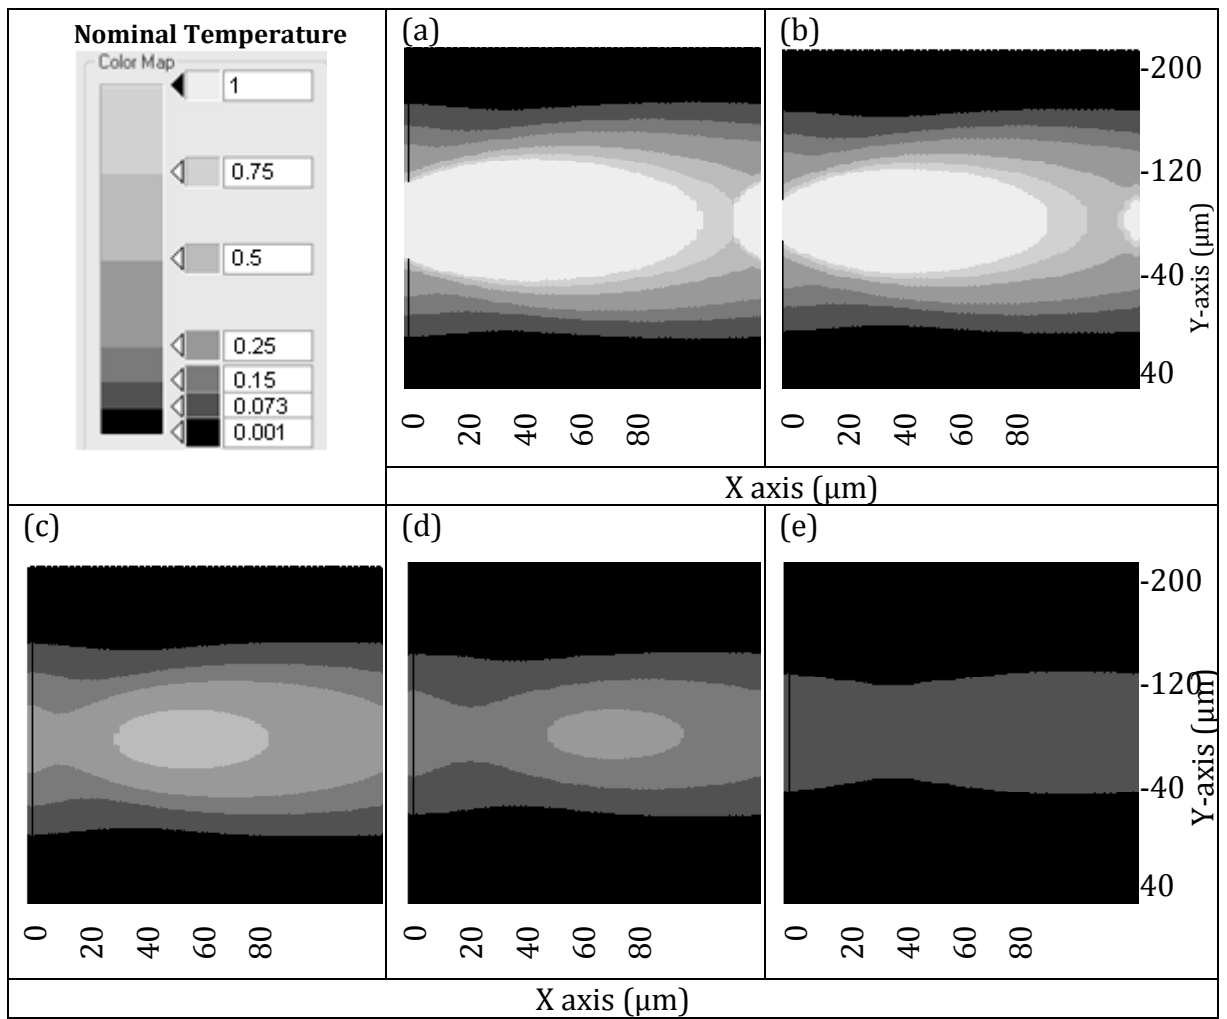 Nominal Temperature
Color Map
1
0.75
0.5
0.25
0.15
0.073
0.001
(a)
(b)
-200
-120
-40
40
Y-axis (μm)
0 20 40 60 80
0 20 40 60 80
X axis (μm)
(c)
(d)
(e)
-200
-120
-40
40
Y-axis (μm)
0 20 40 60 80
0 20 40 60 80
0 20 40 60 80
X axis (μm)